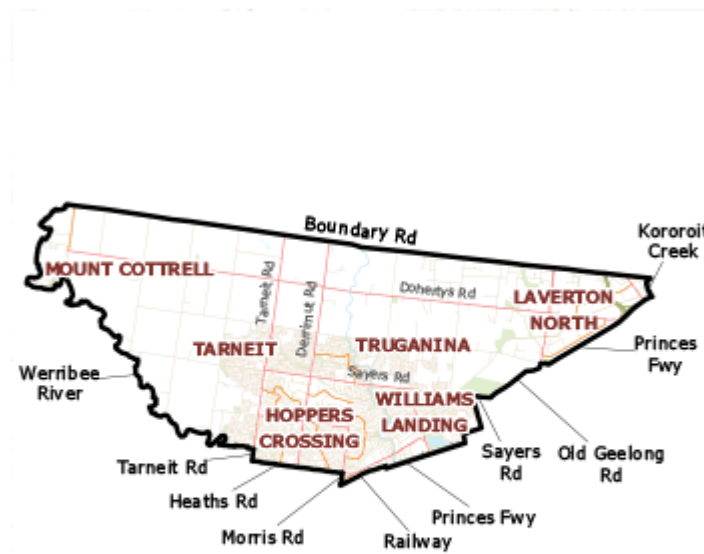 Boundary Rd
Kororoit
Creek
MOUNT COTTRELL
Tarneit Rd
Derrimut Rd
Dohertys Rd
LAVERTON
NORTH
TARNEIT
TRUGANINA
Princes
Fwy
Werribee
River
Sayers Rd
WILLIAMS
LANDING
HOPPERS
CROSSING
Sayers
Rd
Old Geelong
Rd
Tarneit Rd
Heaths Rd
Princes Fwy
Morris Rd
Railway